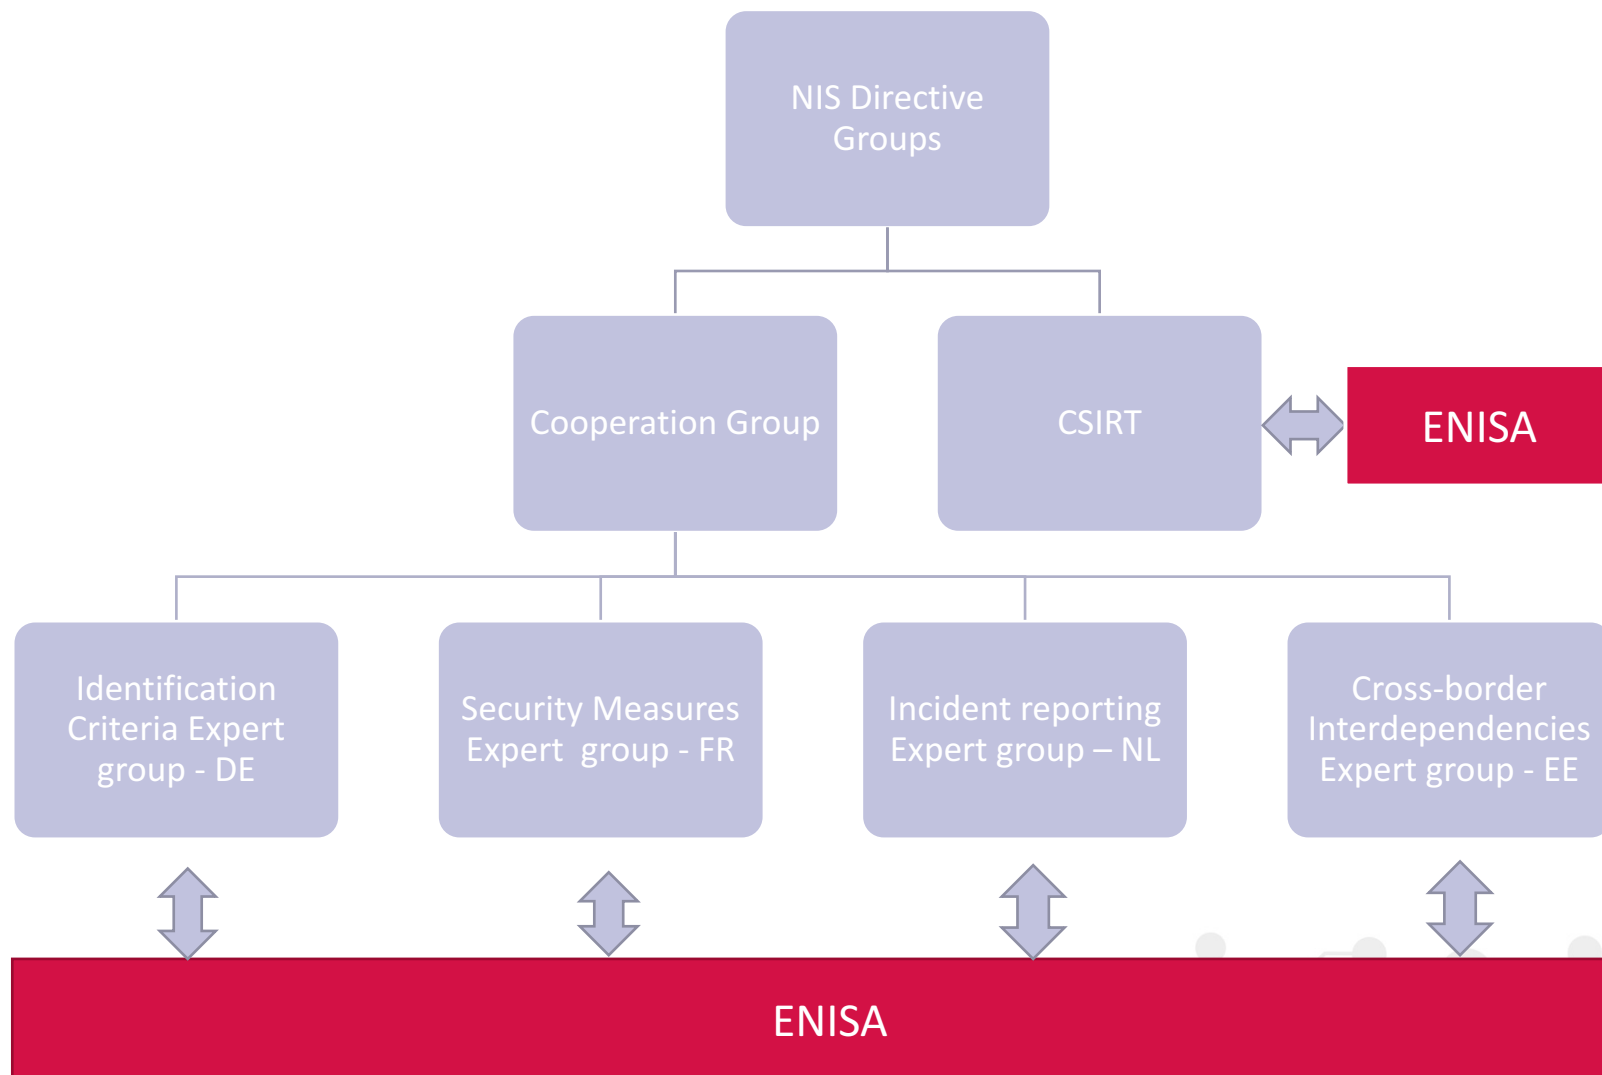 NIS Directive
Groups
Cooperation Group
CSIRT
ENISA
Identification
Criteria Expert
group - DE
Security Measures
Expert  group - FR
Incident reporting
Expert group – NL
Cross-border
Interdependencies
Expert group - EE
ENISA